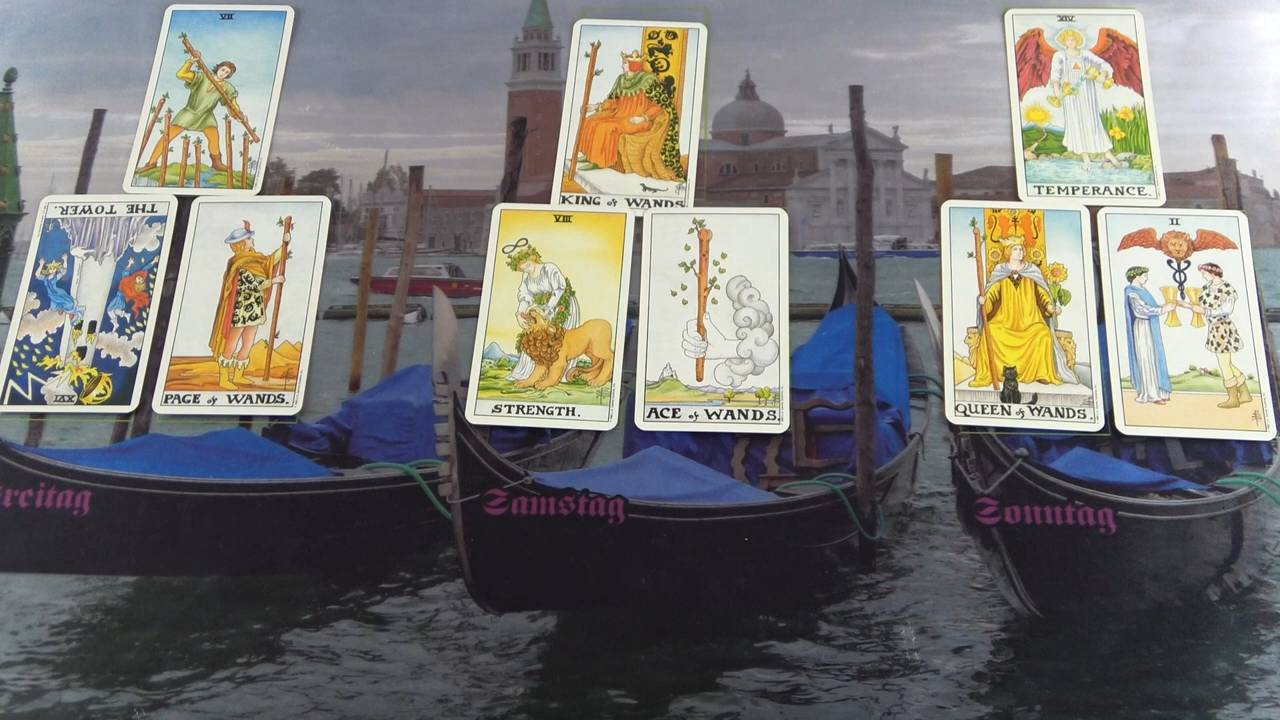 VII
THE TOWER.
XVI
PAGE of WANDS.
reitag
KING of WANDS
VIII
STRENGTH.
ACE of WANDS.
Samstag
XIV
TEMPERANCE.
QUEEN of WANDS.
II
Sonntag